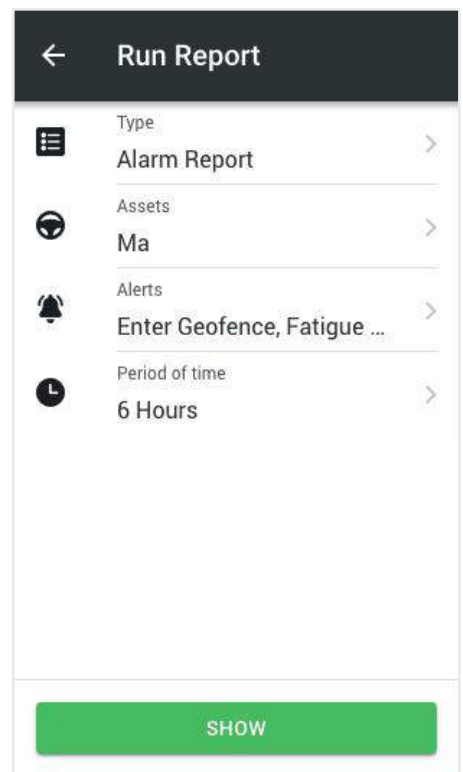 Run Report
Type
Alarm Report
Assets
Ma
Alerts
Enter Geofence, Fatigue ...
Period of time
6 Hours
SHOW